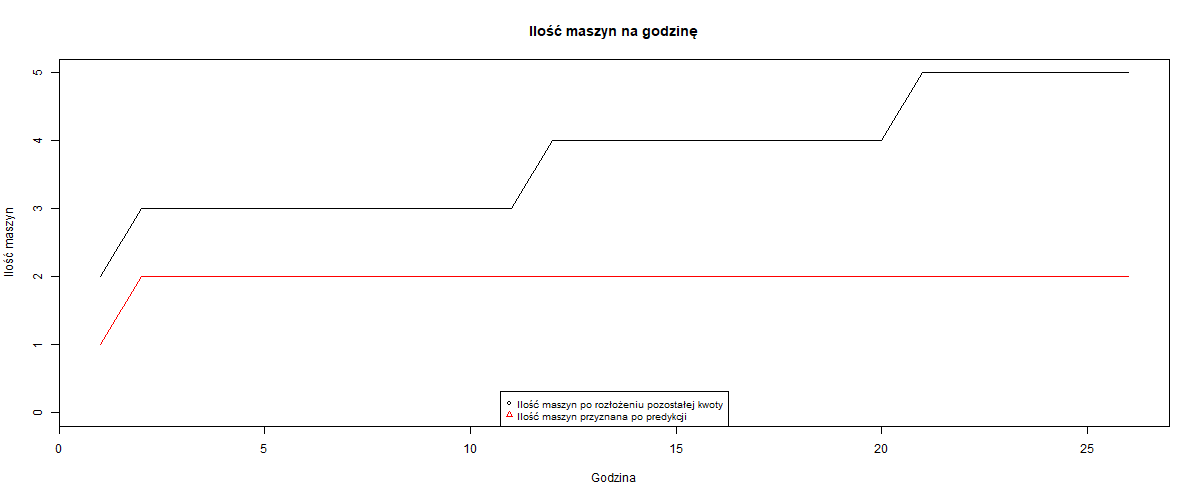 Ilość maszyn na godzinę
Ilość maszyn
5
4
3
2
1
0
Ilość maszyn po rozłożeniu pozostałej kwoty
Ilość maszyn przyznana po predykcji
0 5 10 15 20 25
Godzina